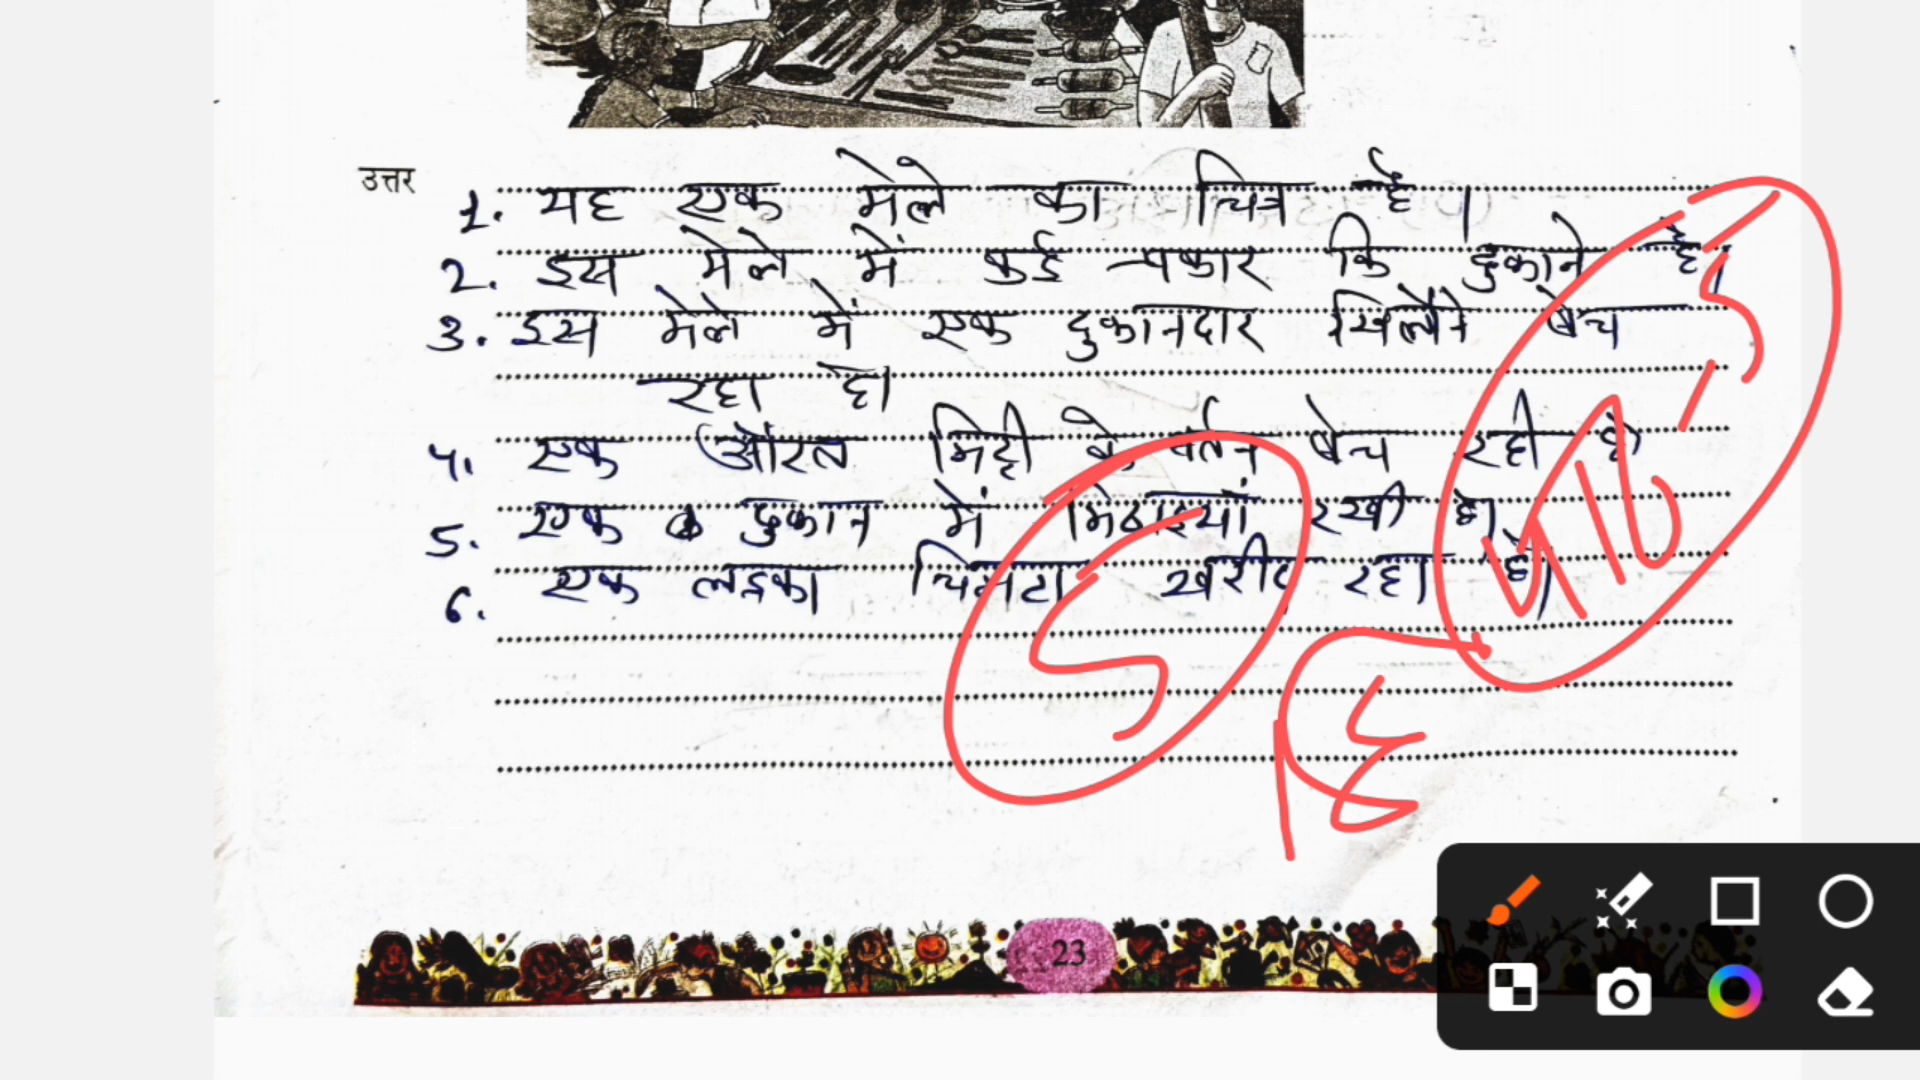 उत्तर
1. यह एक मेले का चित्र है।
2. इस मेले में कई प्रकार कि दुकाने है।
3. इस मेले में एक दुकानदार खिलौने बेच
रहा है।
4. एक औरत मिट्टी के बर्तन बेच रही है।
5. एक दुकान में मिठाइयां रखी है।
6. एक लड़का चिमटा खरीद रहा है।
5
23